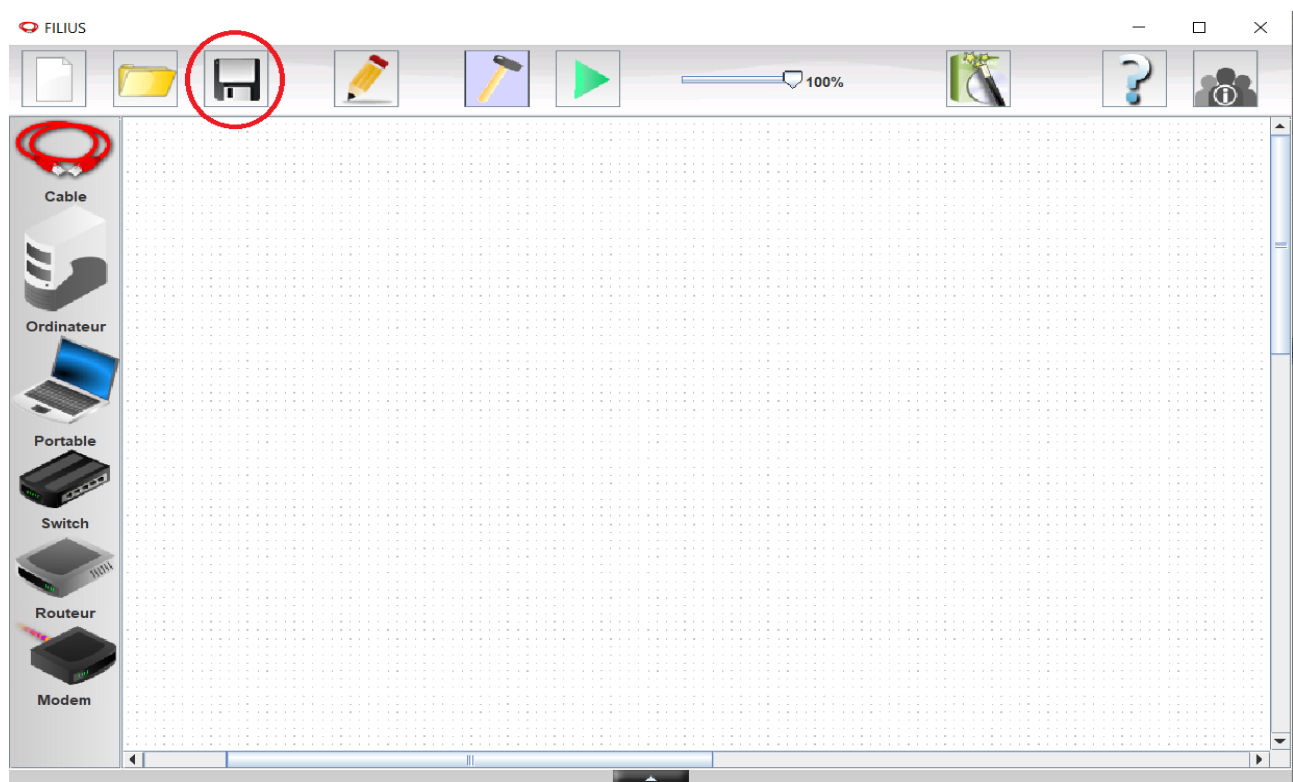 FILIUS
100%
Cable
Ordinateur
Portable
Switch
Routeur
Modem